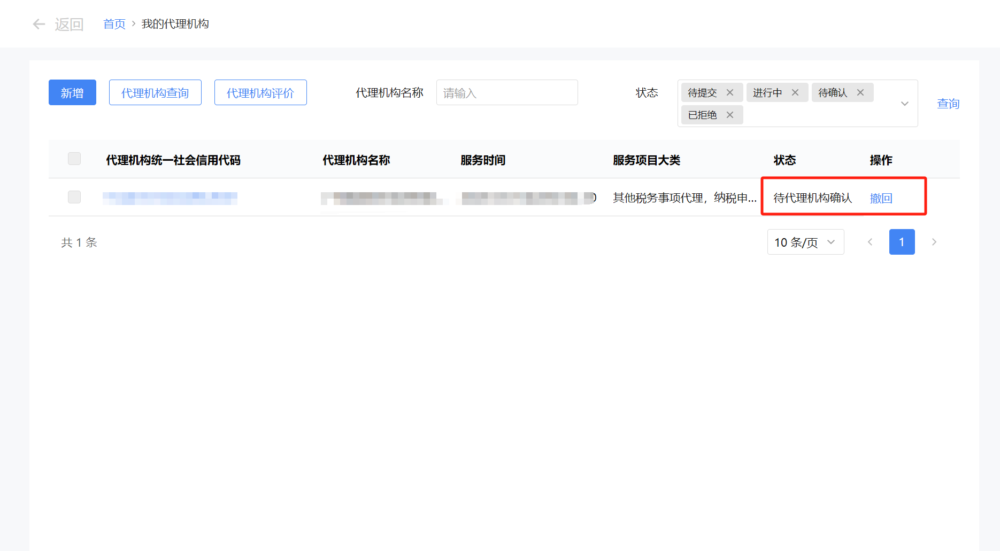 返回 首页 > 我的代理机构
新增 代理机构查询 代理机构评价 代理机构名称 请输入 状态 待提交 × 进行中 × 待确认 × 查询
已拒绝 ×
代理机构统一社会信用代码 代理机构名称 服务时间 服务项目大类 状态 操作
其他税务事项代理，纳税申... 待代理机构确认 撤回
共 1 条 10 条/页 1